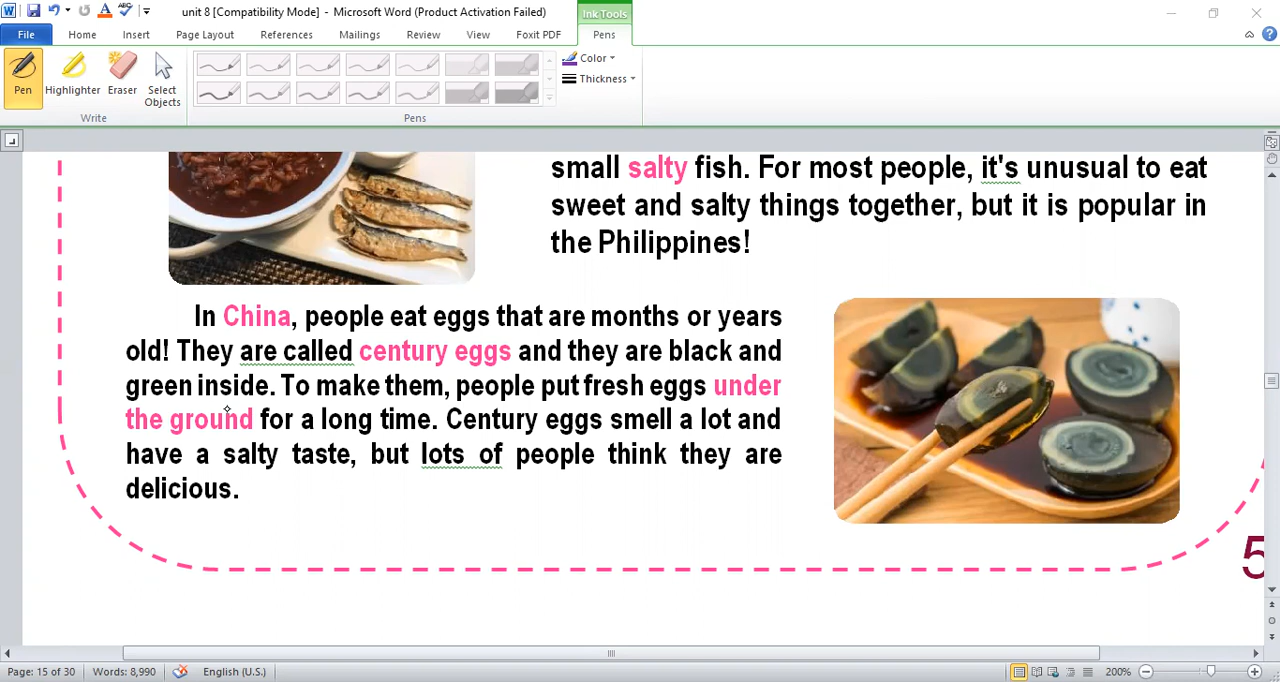 unit 8 [Compatibility Mode] - Microsoft Word (Product Activation Failed)
Ink Tools
File Home Insert Page Layout References Mailings Review View Foxit PDF Pens
Pen
Highlighter
Eraser
Select Objects
Color
Thickness
Write
Pens
small salty fish. For most people, it's unusual to eat
sweet and salty things together, but it is popular in
the Philippines!
In China, people eat eggs that are months or years
old! They are called century eggs and they are black and
green inside. To make them, people put fresh eggs under
the ground for a long time. Century eggs smell a lot and
have a salty taste, but lots of people think they are
delicious.
5
Page: 15 of 30 Words: 8,990 English (U.S.) 200%